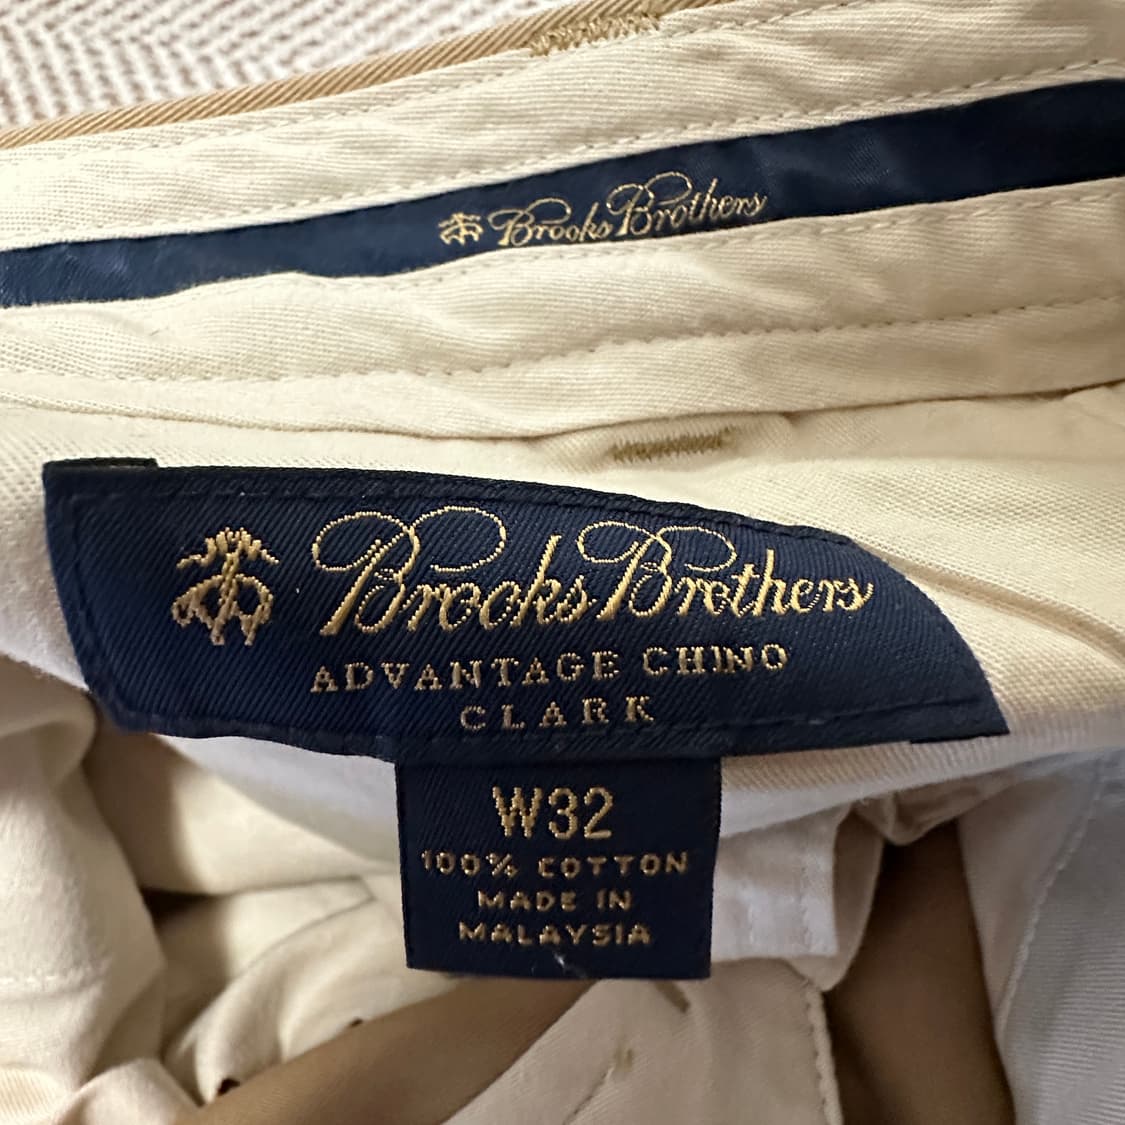 Brooks Brothers
Brooks Brothers
ADVANTAGE CHINO
CLARK
W32
100% COTTON
MADE IN
MALAYSIA